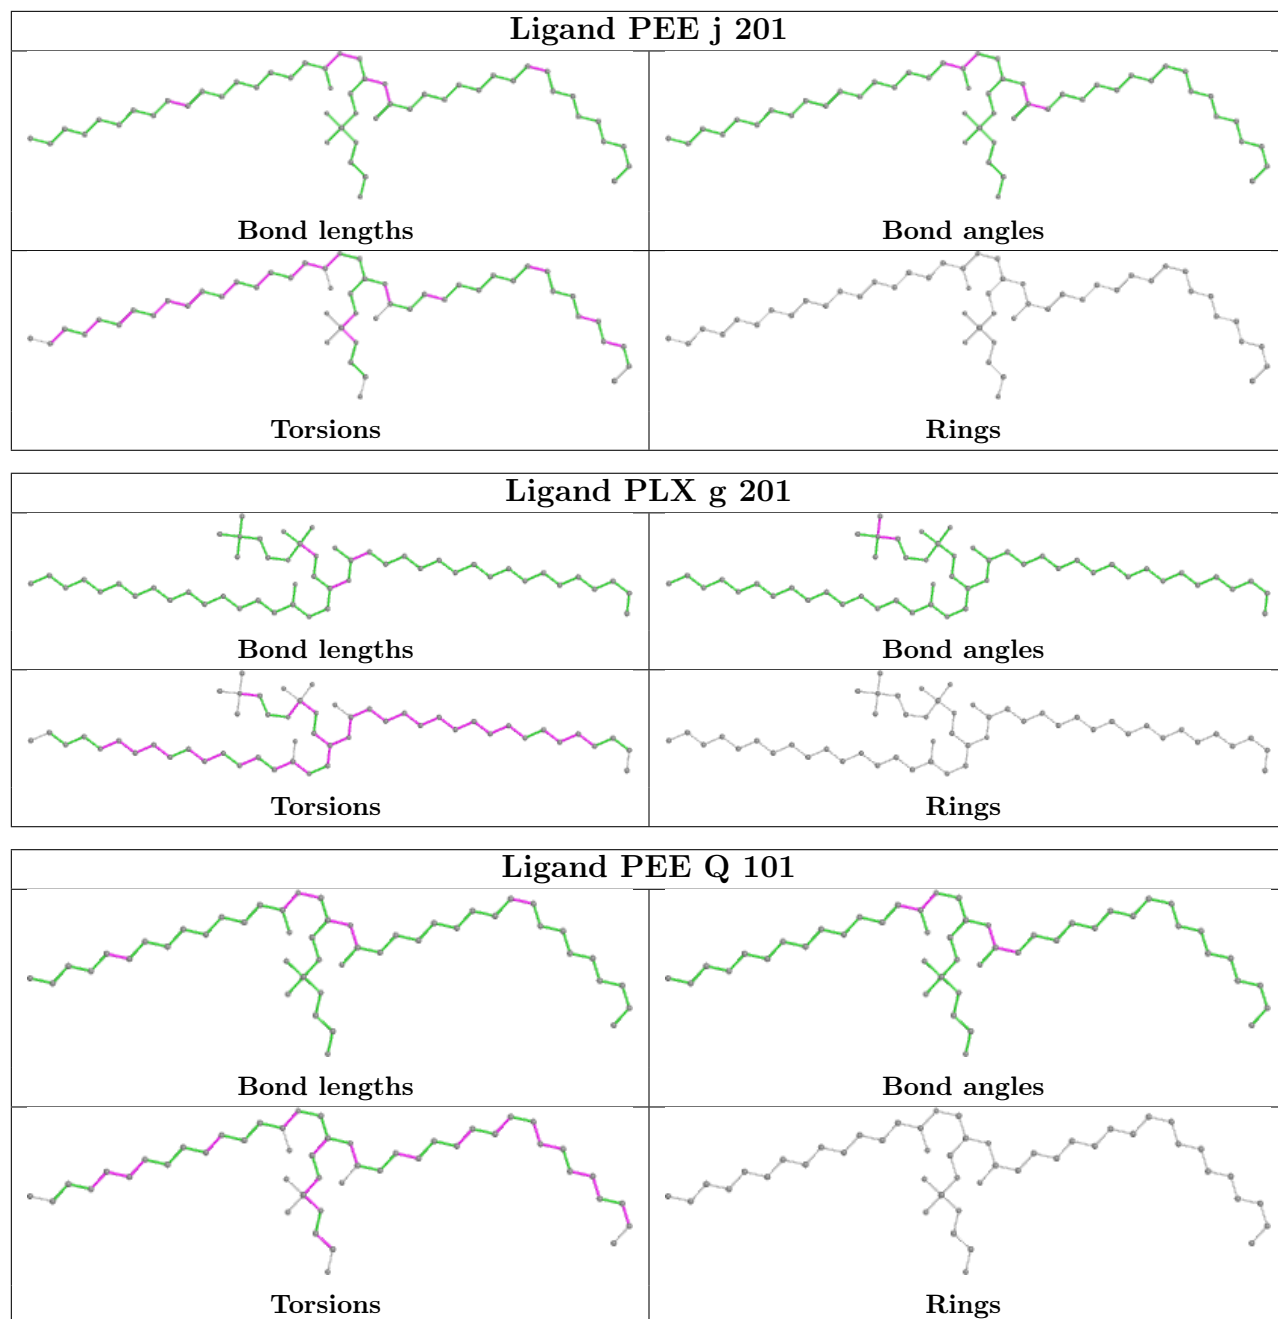 Ligand PEE j 201
Bond lengths
Bond angles
Torsions
Rings
Ligand PLX g 201
Bond lengths
Bond angles
Torsions
Rings
Ligand PEE Q 101
Bond lengths
Bond angles
Torsions
Rings